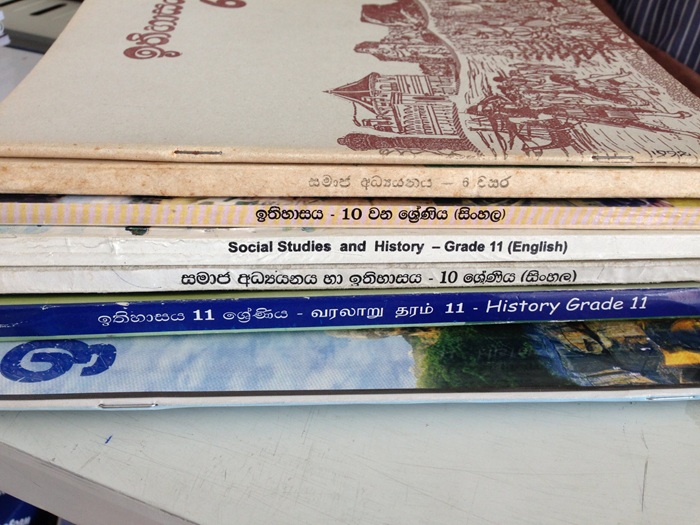 ඉතිහාසය
6
සමාජ අධ්‍යයනය - 6 වසර
ඉතිහාසය - 10 වන ශ්‍රේණිය (සිංහල)
Social Studies and History – Grade 11 (English)
සමාජ අධ්‍යයනය හා ඉතිහාසය - 10 ශ්‍රේණිය (සිංහල)
ඉතිහාසය 11 ශ්‍රේණිය - வரலாறு தரம் 11 - History Grade 11